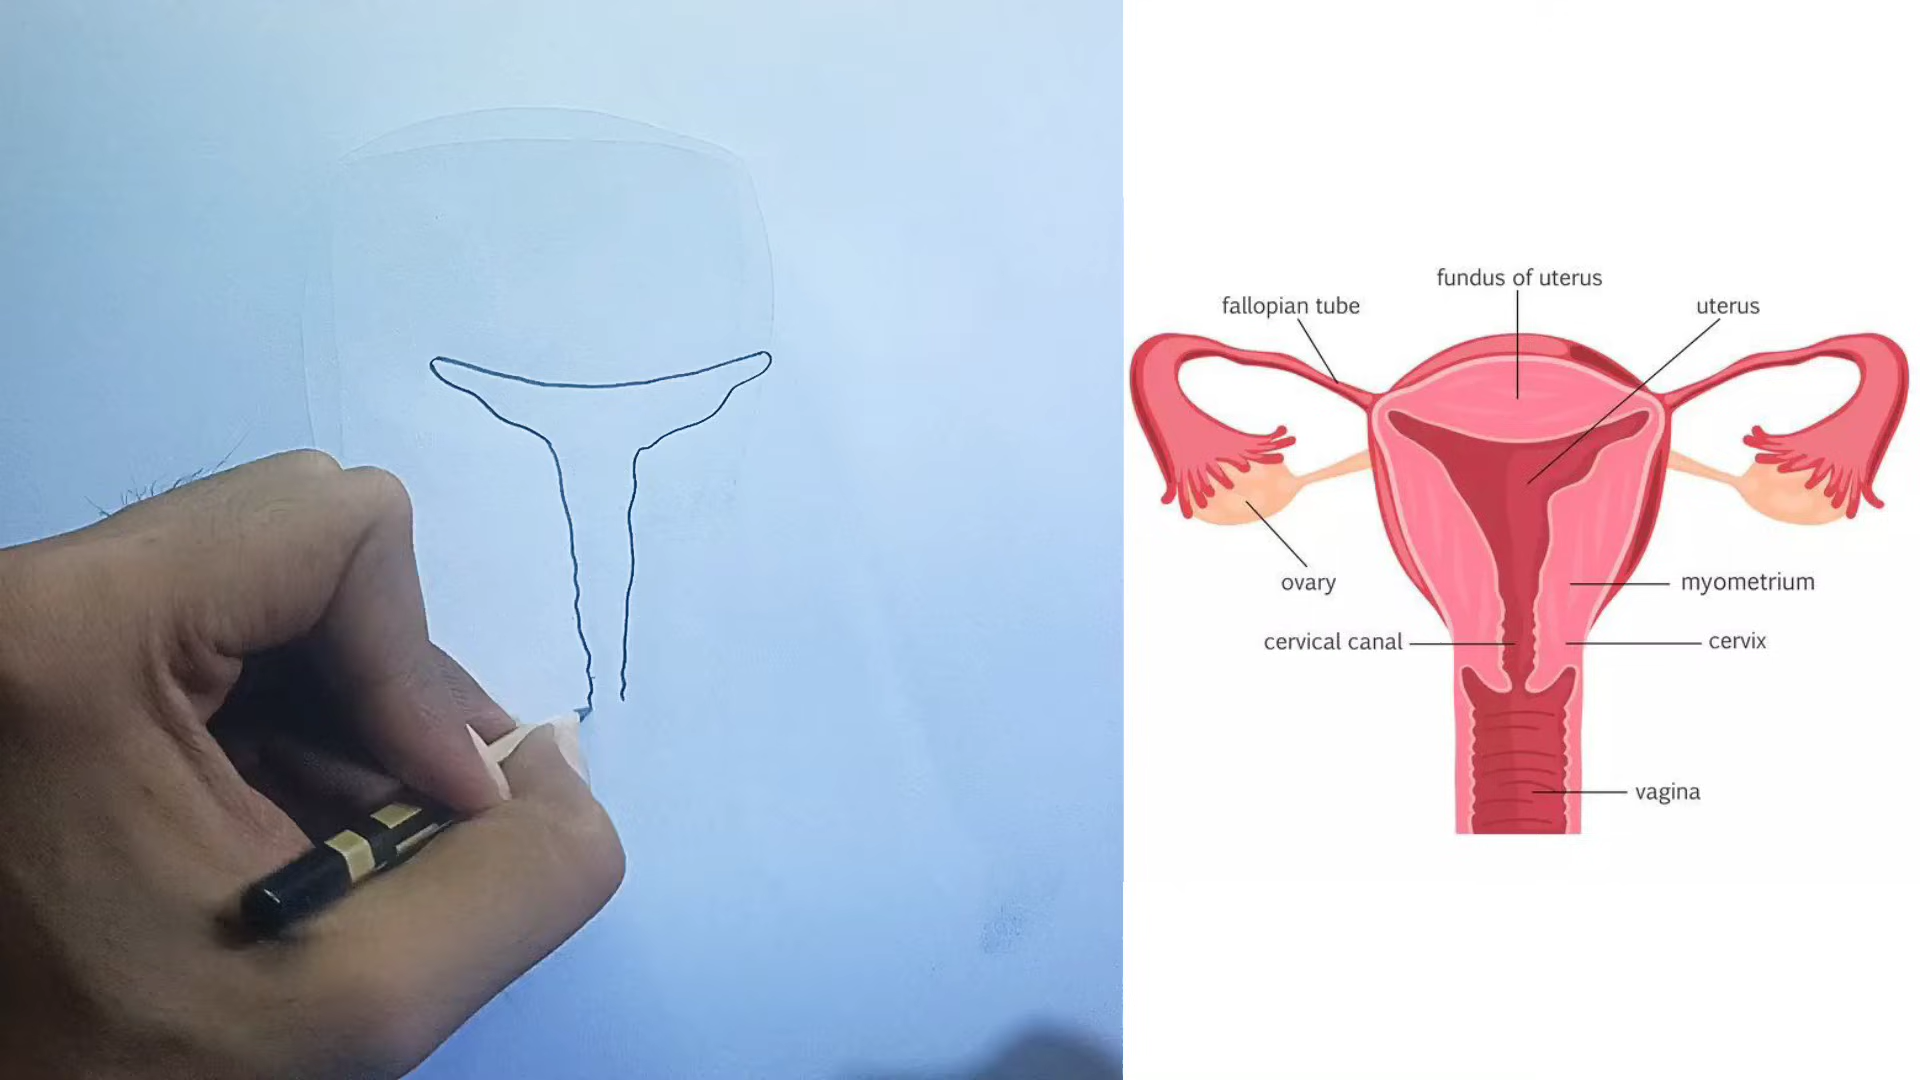 fundus of uterus
fallopian tube
uterus
ovary
myometrium
cervical canal
cervix
vagina